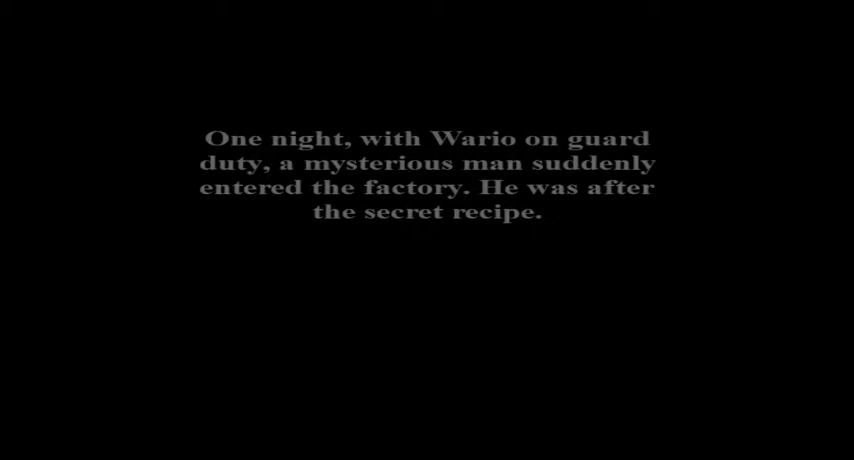 One night, with Wario on guard
duty, a mysterious man suddenly
entered the factory. He was after
the secret recipe.